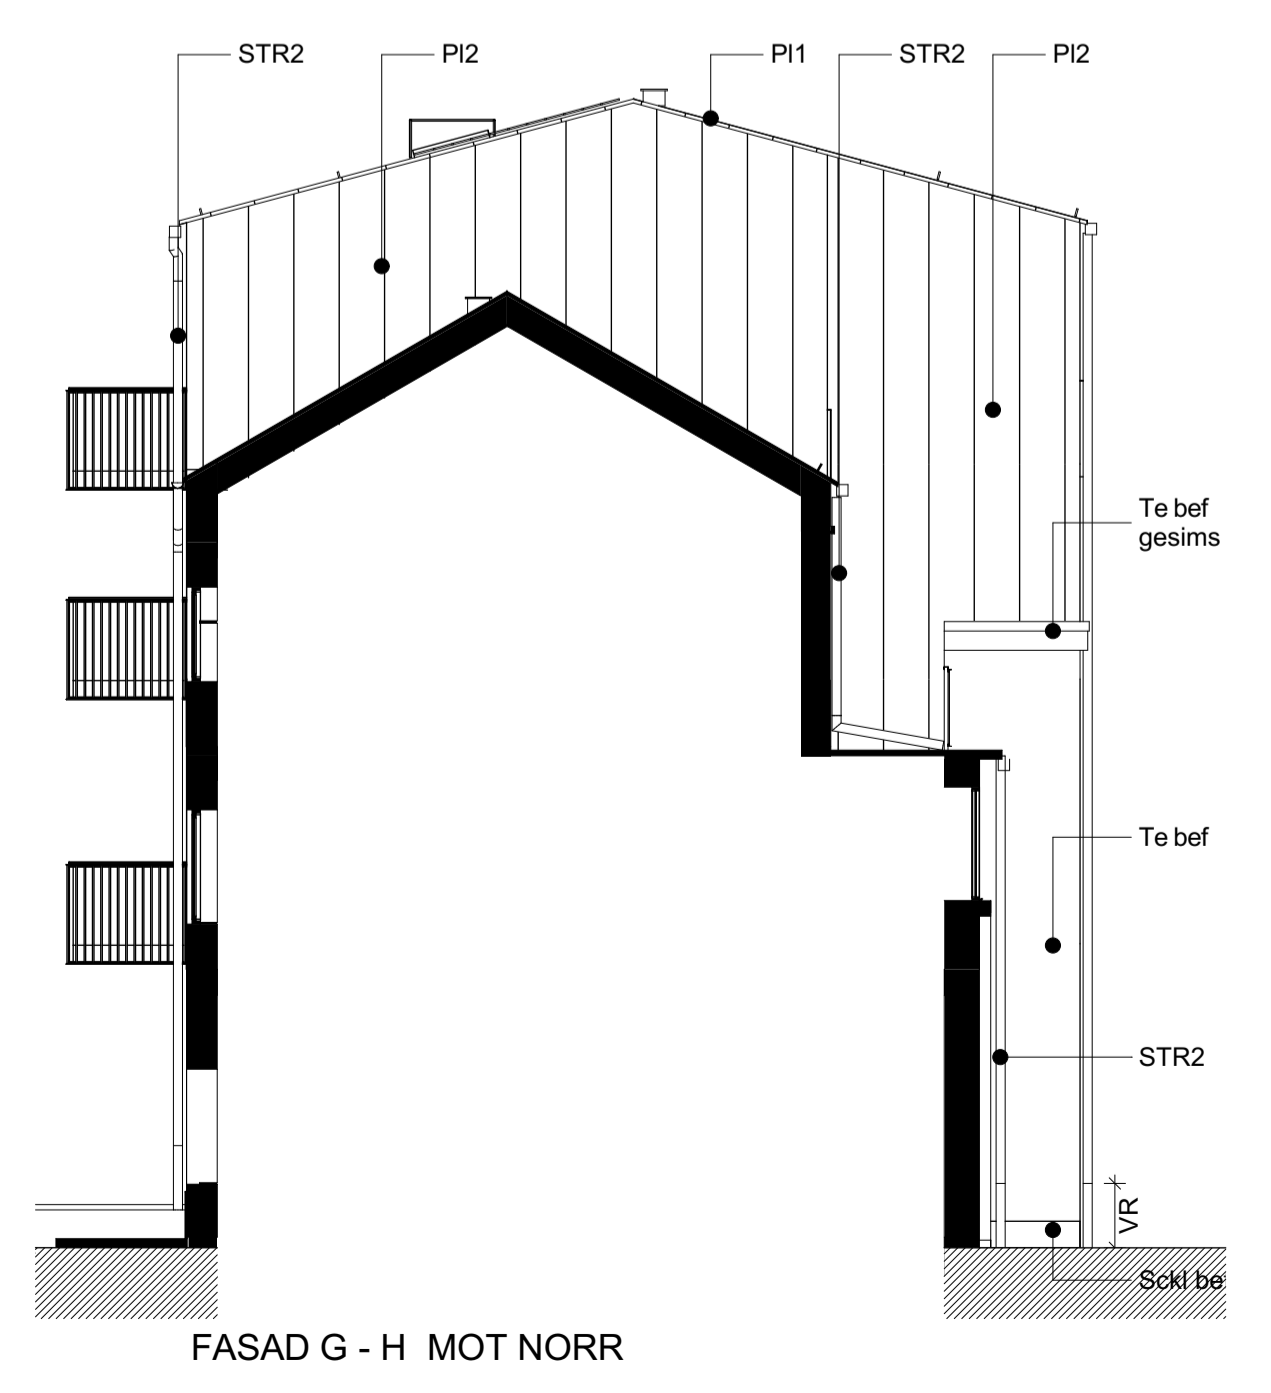 STR2
Pl2
Pl1
STR2
Pl2
Te bef
gesims
Te bef
STR2
VR
Sckl be
FASAD G - H MOT NORR